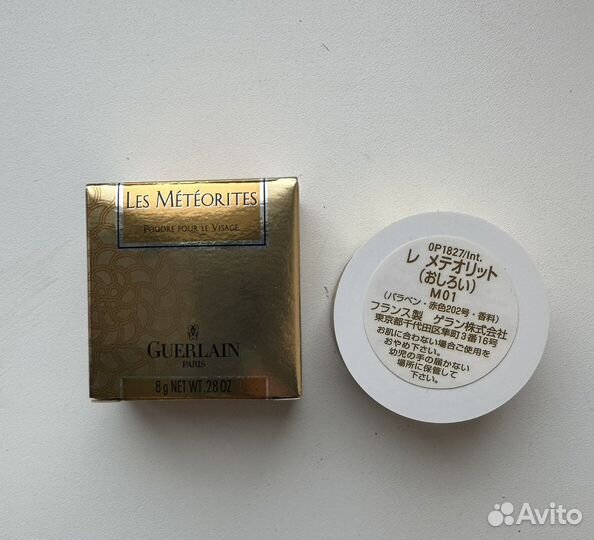 LES MÉTÉORITES
POUDRE POUR LE VISAGE
GUERLAIN
PARIS
8 g NET WT .28 OZ
0P1827/Int.
レ メテオリット
(おしろい)
M01
(パラベン・赤色202号・香料)
フランス製 ゲラン株式会社
東京都千代田区隼町3番16号
お肌に合わない場合ご使用を
おやめ下さい。
幼児の手の届かない
場所に保管して
下さい。
Avito